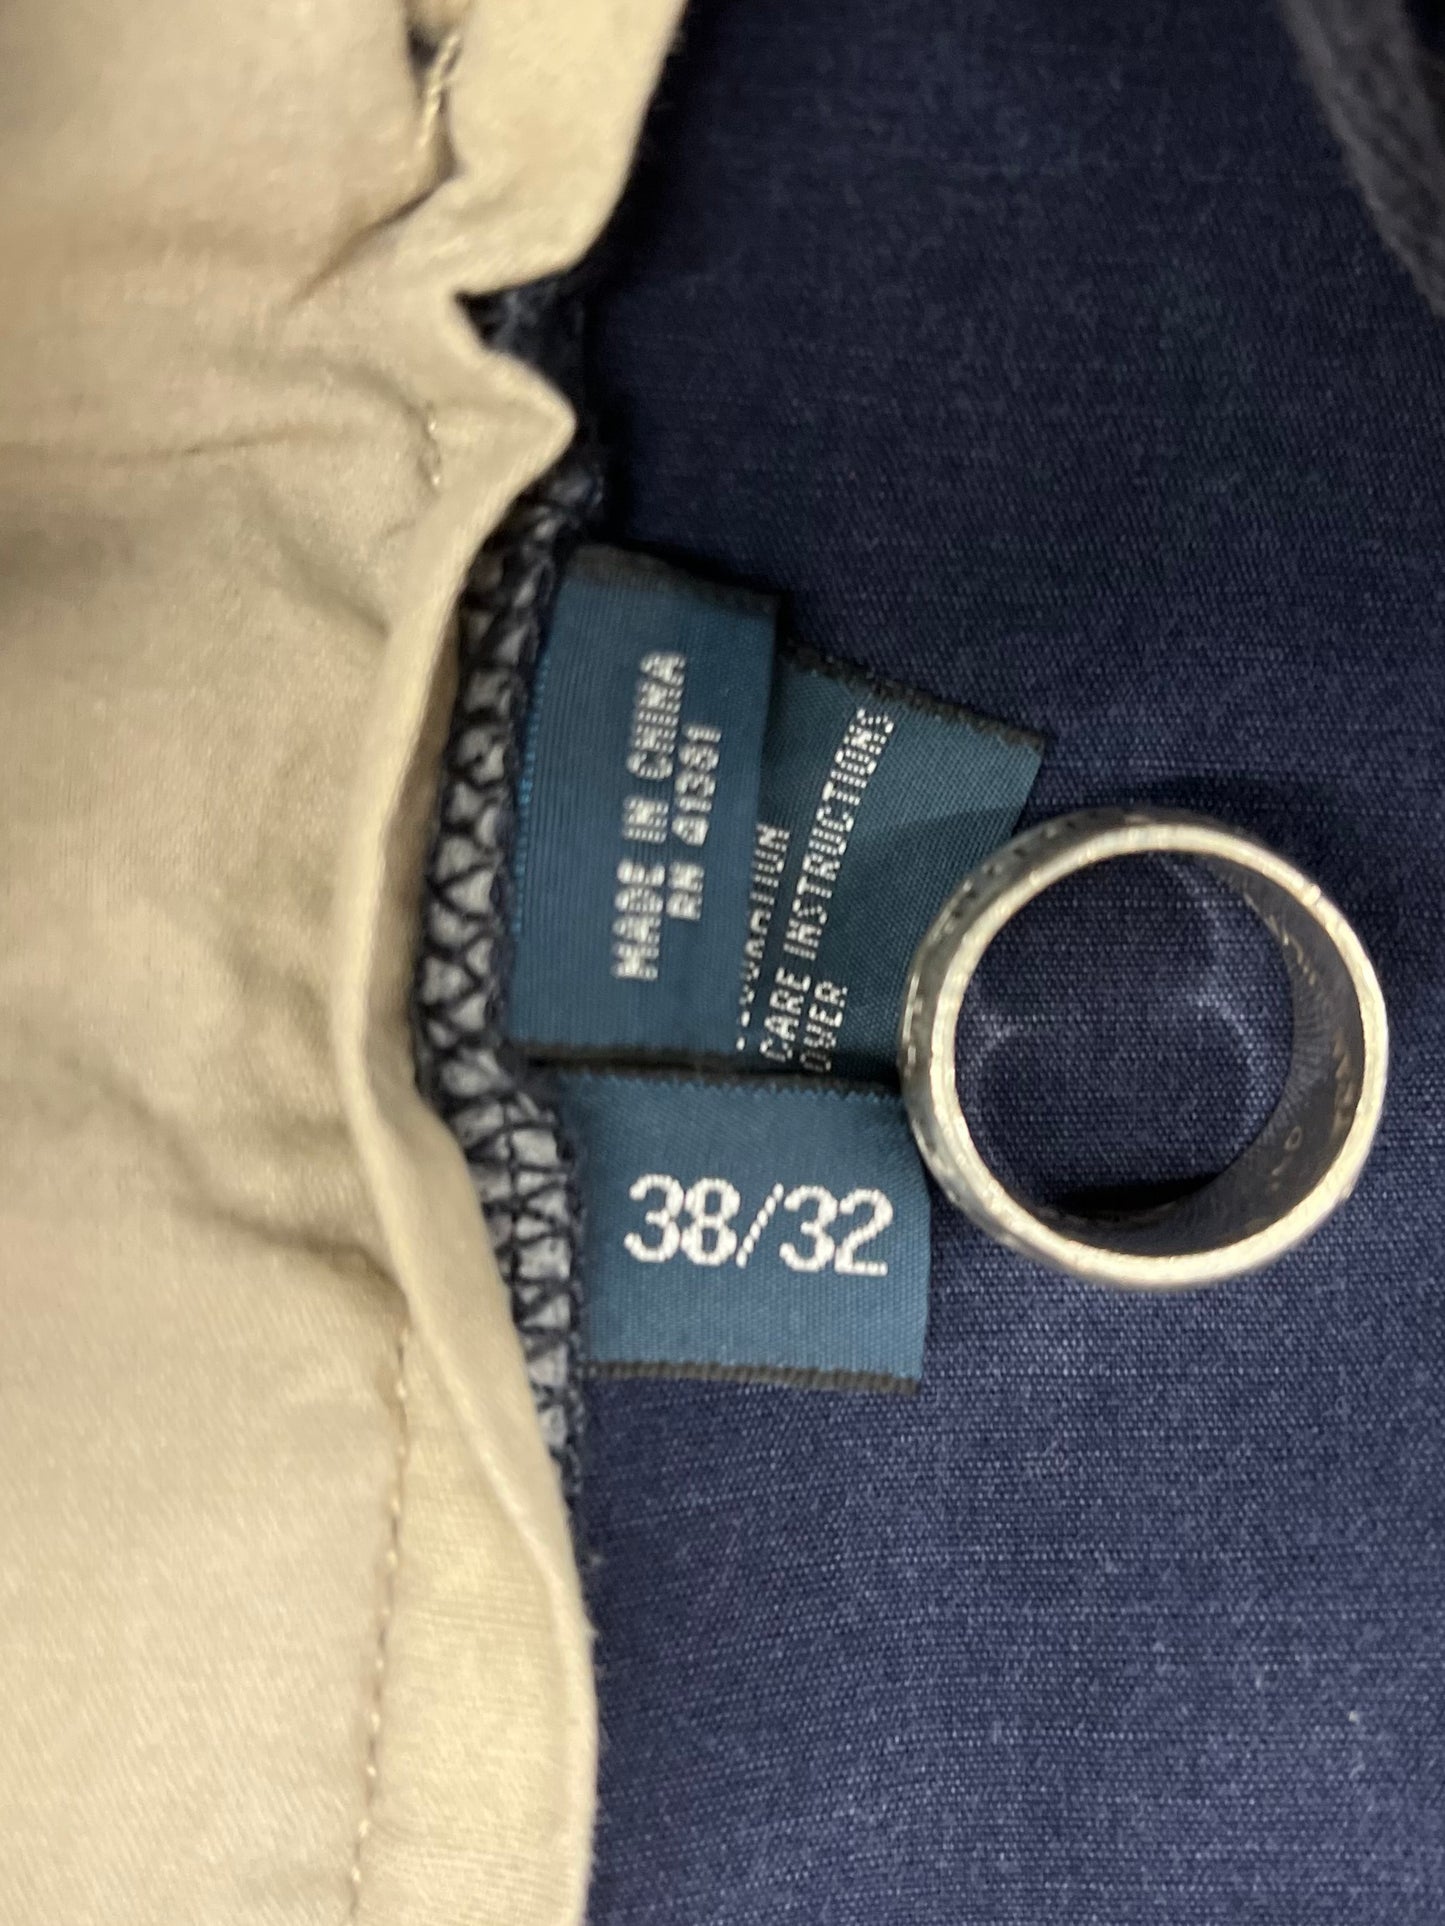 MADE IN CHINA
RN 41381
CARE INSTRUCTIONS
OVER
38/32